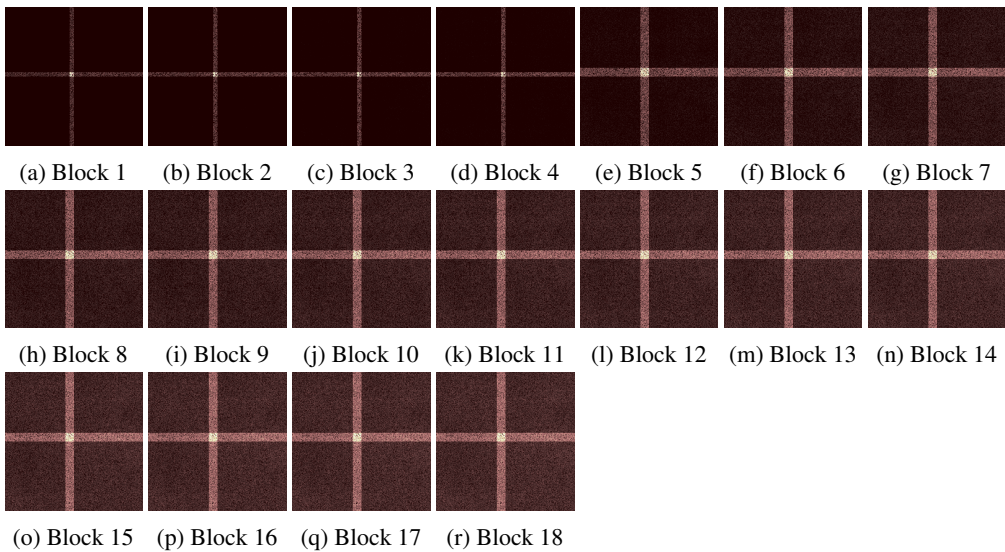 (a) Block 1 (b) Block 2 (c) Block 3 (d) Block 4 (e) Block 5 (f) Block 6 (g) Block 7
(h) Block 8 (i) Block 9 (j) Block 10 (k) Block 11 (l) Block 12 (m) Block 13 (n) Block 14
(o) Block 15 (p) Block 16 (q) Block 17 (r) Block 18